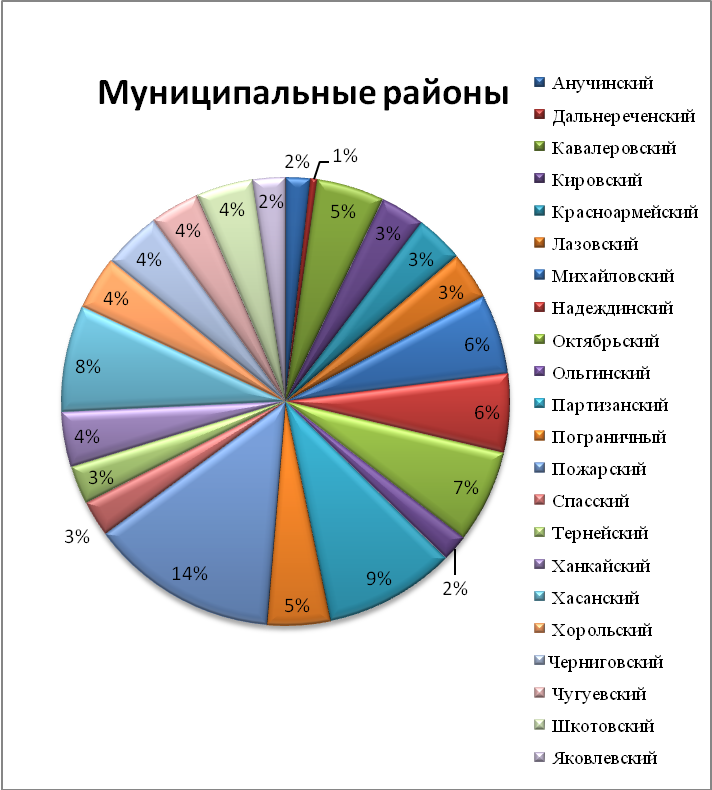 Муниципальные районы
2%
1%
5%
3%
3%
3%
6%
6%
7%
2%
9%
5%
14%
3%
3%
4%
8%
4%
4%
4%
4%
2%
Анучинский
Дальнереченский
Кавалеровский
Кировский
Красноармейский
Лазовский
Михайловский
Надеждинский
Октябрьский
Ольгинский
Партизанский
Пограничный
Пожарский
Спасский
Тернейский
Ханкайский
Хасанский
Хорольский
Черниговский
Чугуевский
Шкотовский
Яковлевский